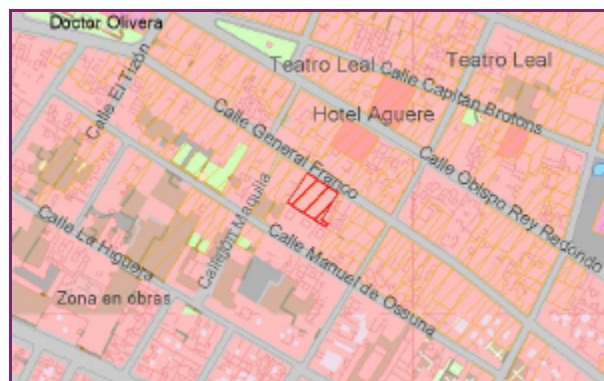 Doctor Olivera
Calle El Tizón
Teatro Leal
Teatro Leal
Calle Capitán Brotons
Hotel Aguere
Calle General Franco
Calle Obispo Rey Redondo
Callejón Maquila
Calle La Higuera
Calle Manuel de Ossuna
Zona en obras